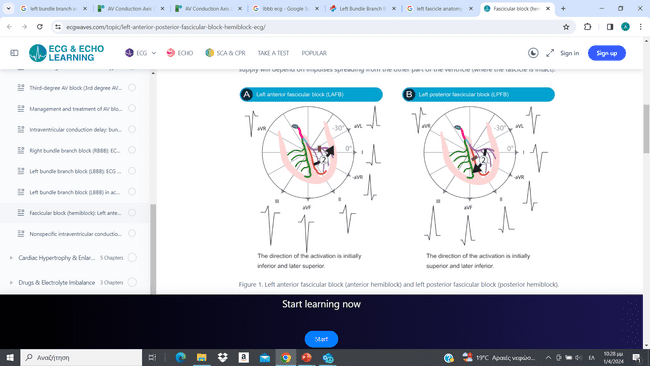 left bundle branch
AV Conduction Axis
AV Conduction Axis
lbbb ecg - Google S
Left Bundle Branch B
left fascicle anatomy
Fascicular block (hem
ecgwaves.com/topic/left-anterior-posterior-fascicular-block-hemiblock-ecg/
ECG & ECHO
LEARNING
ECG
ECHO
SCA & CPR
TAKE A TEST
POPULAR
Sign in
Sign up
Third-degree AV block (3rd degree AV...
Management and treatment of AV blo
Intraventricular conduction delay: bun...
Right bundle branch block (RBBB): EC...
Left bundle branch block (LBBB): ECG
Left bundle branch block (LBBB) in ac...
Fascicular block (hemiblock): Left ante...
Nonspecific intraventricular conductio...
Cardiac Hypertrophy & Enlar... 5 Chapters
Drugs & Electrolyte Imbalance 3 Chapters
supply will depend on impulses spreading from the other part of the ventricle (where the fascicle is intact).
A Left anterior fascicular block (LAFB)
aVR
-30°
aVL
0°
I
2
-aVR
III
aVF
II
The direction of the activation is initially
inferior and later superior.
B Left posterior fascicular block (LPFB)
aVR
-30°
aVL
0°
I
2
-aVR
III
aVF
II
The direction of the activation is initially
superior and later inferior.
Figure 1. Left anterior fascicular block (anterior hemiblock) and left posterior fascicular block (posterior hemiblock).
Start learning now
Start
Αναζήτηση
19°C Αραιές νεφώσ...
ΕΛ
10:28 μμ
1/4/2024